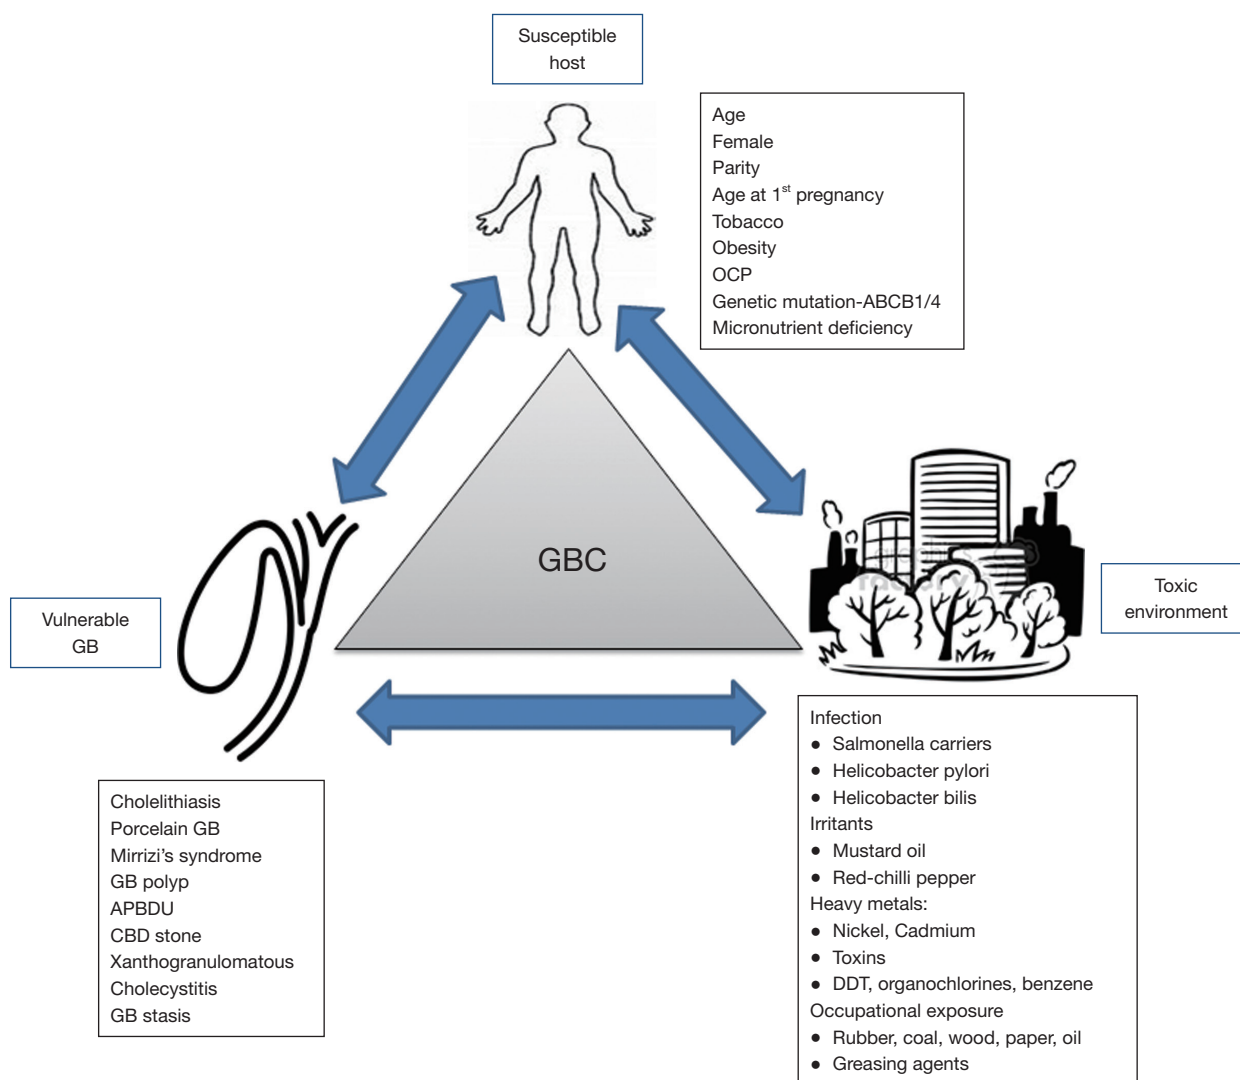 Susceptible
host
Age
Female
Parity
Age at 1st pregnancy
Tobacco
Obesity
OCP
Genetic mutation-ABCB1/4
Micronutrient deficiency
GBC
Vulnerable
GB
Toxic
environment
Cholelithiasis
Porcelain GB
Mirrizi’s syndrome
GB polyp
APBDU
CBD stone
Xanthogranulomatous
Cholecystitis
GB stasis
Infection
● Salmonella carriers
● Helicobacter pylori
● Helicobacter bilis
Irritants
● Mustard oil
● Red-chilli pepper
Heavy metals:
● Nickel, Cadmium
● Toxins
● DDT, organochlorines, benzene
Occupational exposure
● Rubber, coal, wood, paper, oil
● Greasing agents